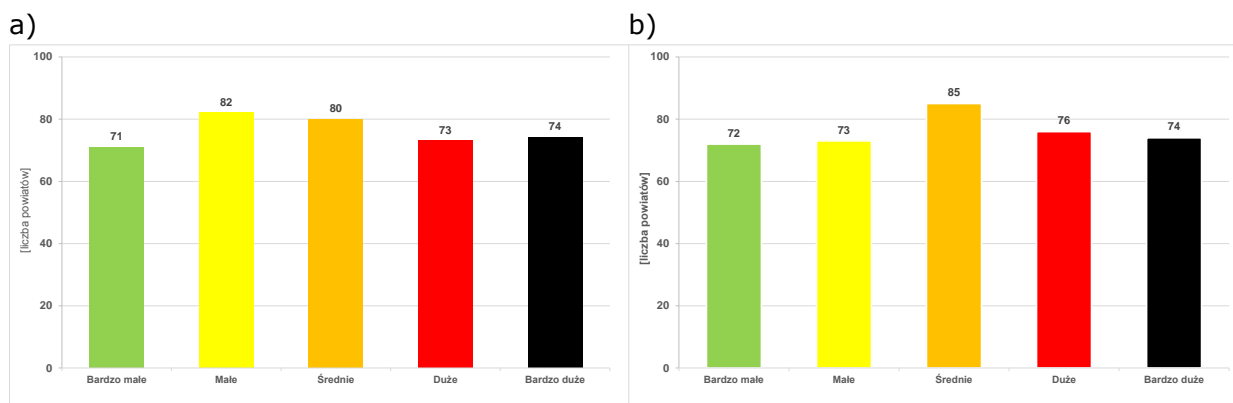 a)
100
80
60
40
20
0
[liczba powiatów]
71
82
80
73
74
Bardzo małe
Małe
Średnie
Duże
Bardzo duże
b)
100
80
60
40
20
0
[liczba powiatów]
72
73
85
76
74
Bardzo małe
Małe
Średnie
Duże
Bardzo duże